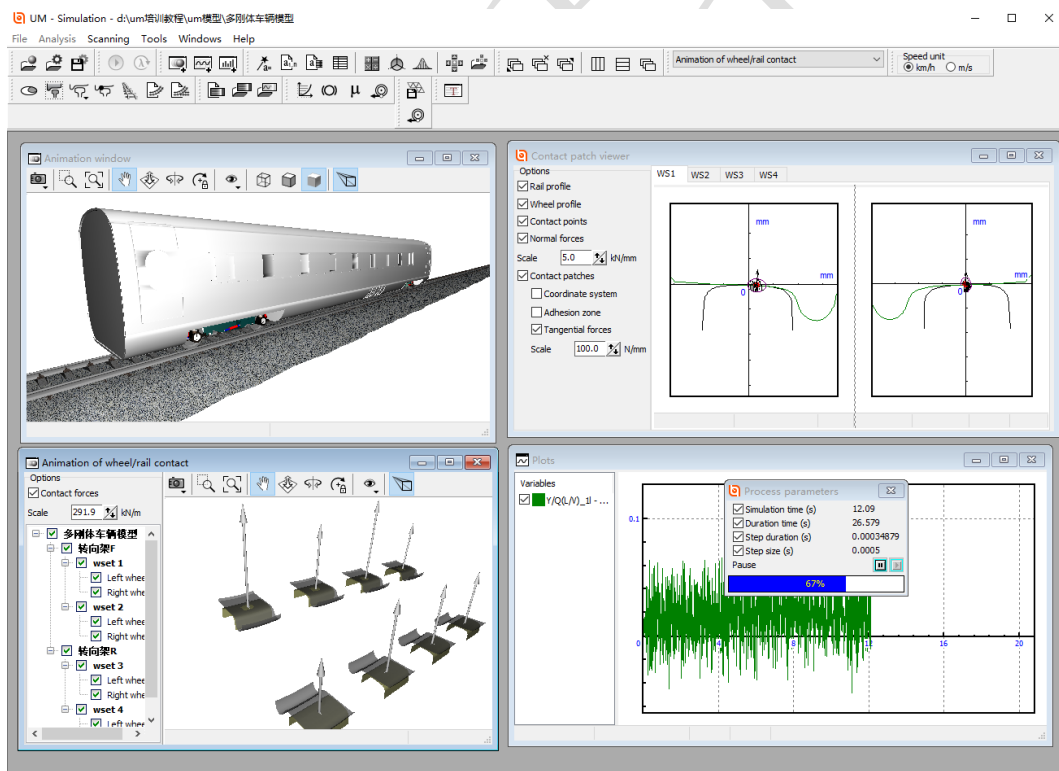 UM - Simulation - d:\um培训教程\um模型\多刚体车辆模型
File Analysis Scanning Tools Windows Help
Animation of wheel/rail contact
Speed unit
km/h m/s
Animation window
Contact patch viewer
Options
Rail profile
Wheel profile
Contact points
Normal forces
Scale 5.0 kN/mm
Contact patches
Coordinate system
Adhesion zone
Tangential forces
Scale 100.0 N/mm
WS1 WS2 WS3 WS4
mm
mm
0
mm
mm
0
Animation of wheel/rail contact
Options
Contact forces
Scale 291.9 kN/m
多刚体车辆模型
转向架F
wset 1
Left whee
Right whe
wset 2
Left whee
Right whe
转向架R
wset 3
Left whee
Right whe
wset 4
Left whee
Plots
Variables
Y/Q(L/V)_1l - ...
0.1
0 4 8 12 16 20
Process parameters
Simulation time (s) 12.09
Duration time (s) 26.579
Step duration (s) 0.00034879
Step size (s) 0.0005
Pause
67%